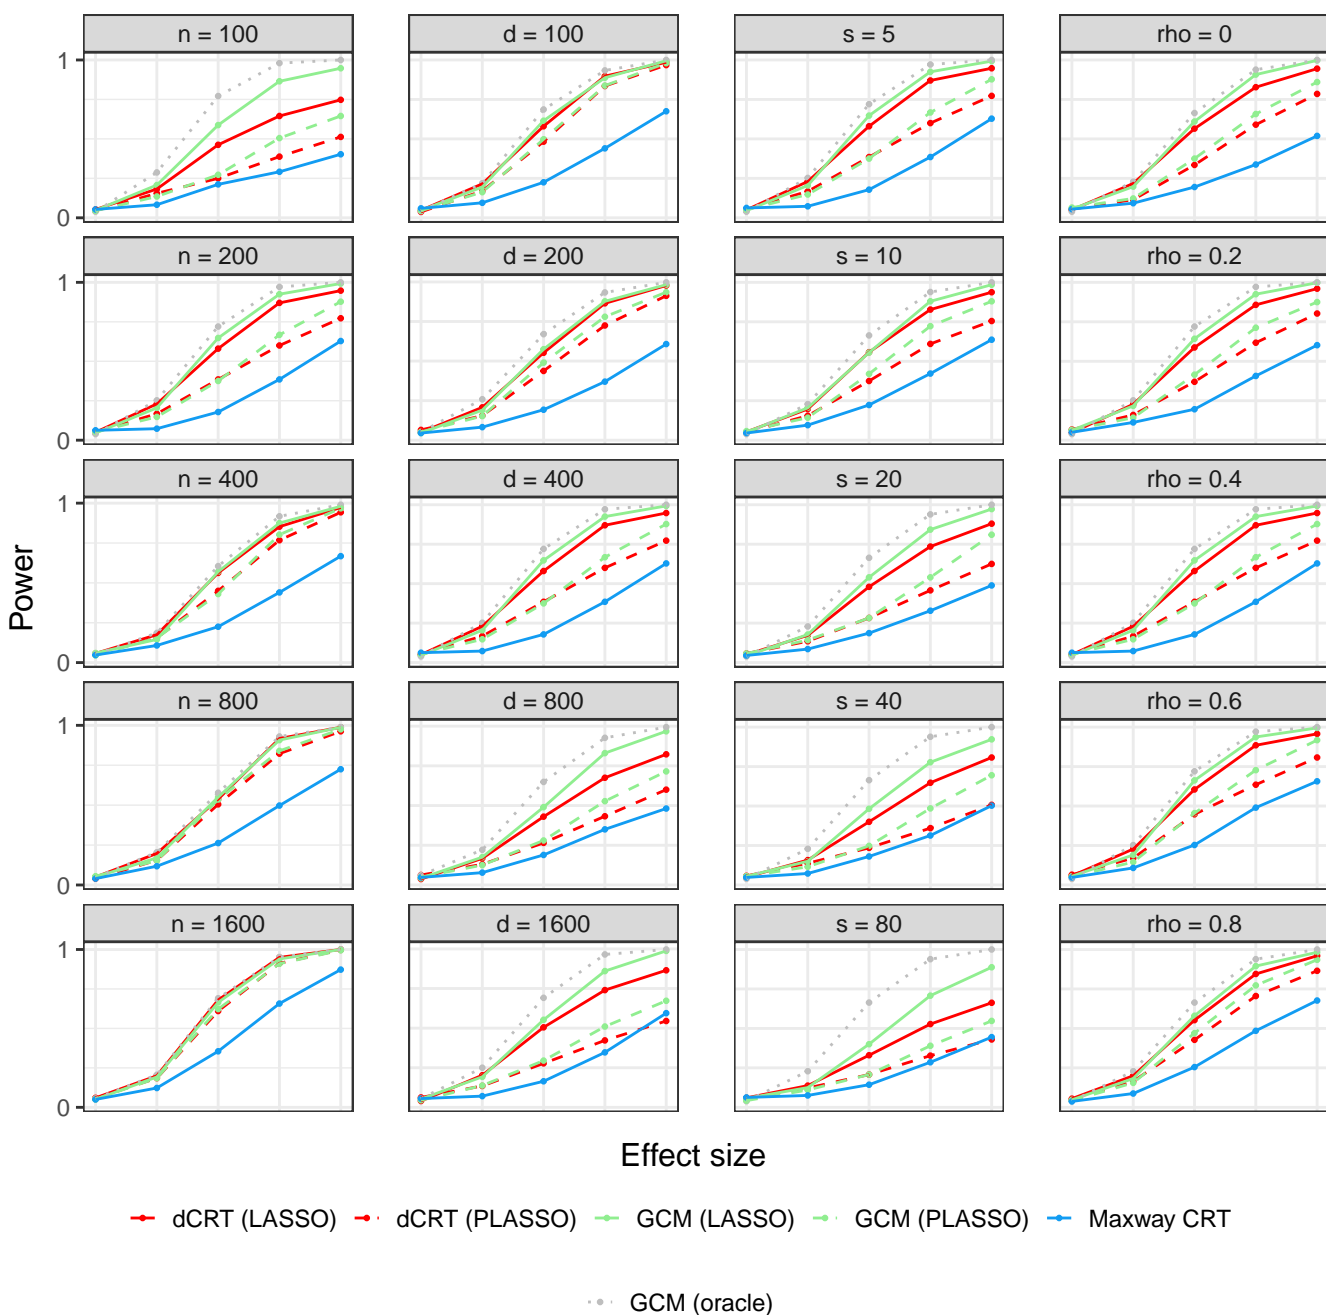 n = 100
d = 100
s = 5
rho = 0
1
0
n = 200
d = 200
s = 10
rho = 0.2
1
0
n = 400
d = 400
s = 20
rho = 0.4
1
0
n = 800
d = 800
s = 40
rho = 0.6
1
0
n = 1600
d = 1600
s = 80
rho = 0.8
1
0
Power
Effect size
dCRT (LASSO)
dCRT (PLASSO)
GCM (LASSO)
GCM (PLASSO)
Maxway CRT
GCM (oracle)